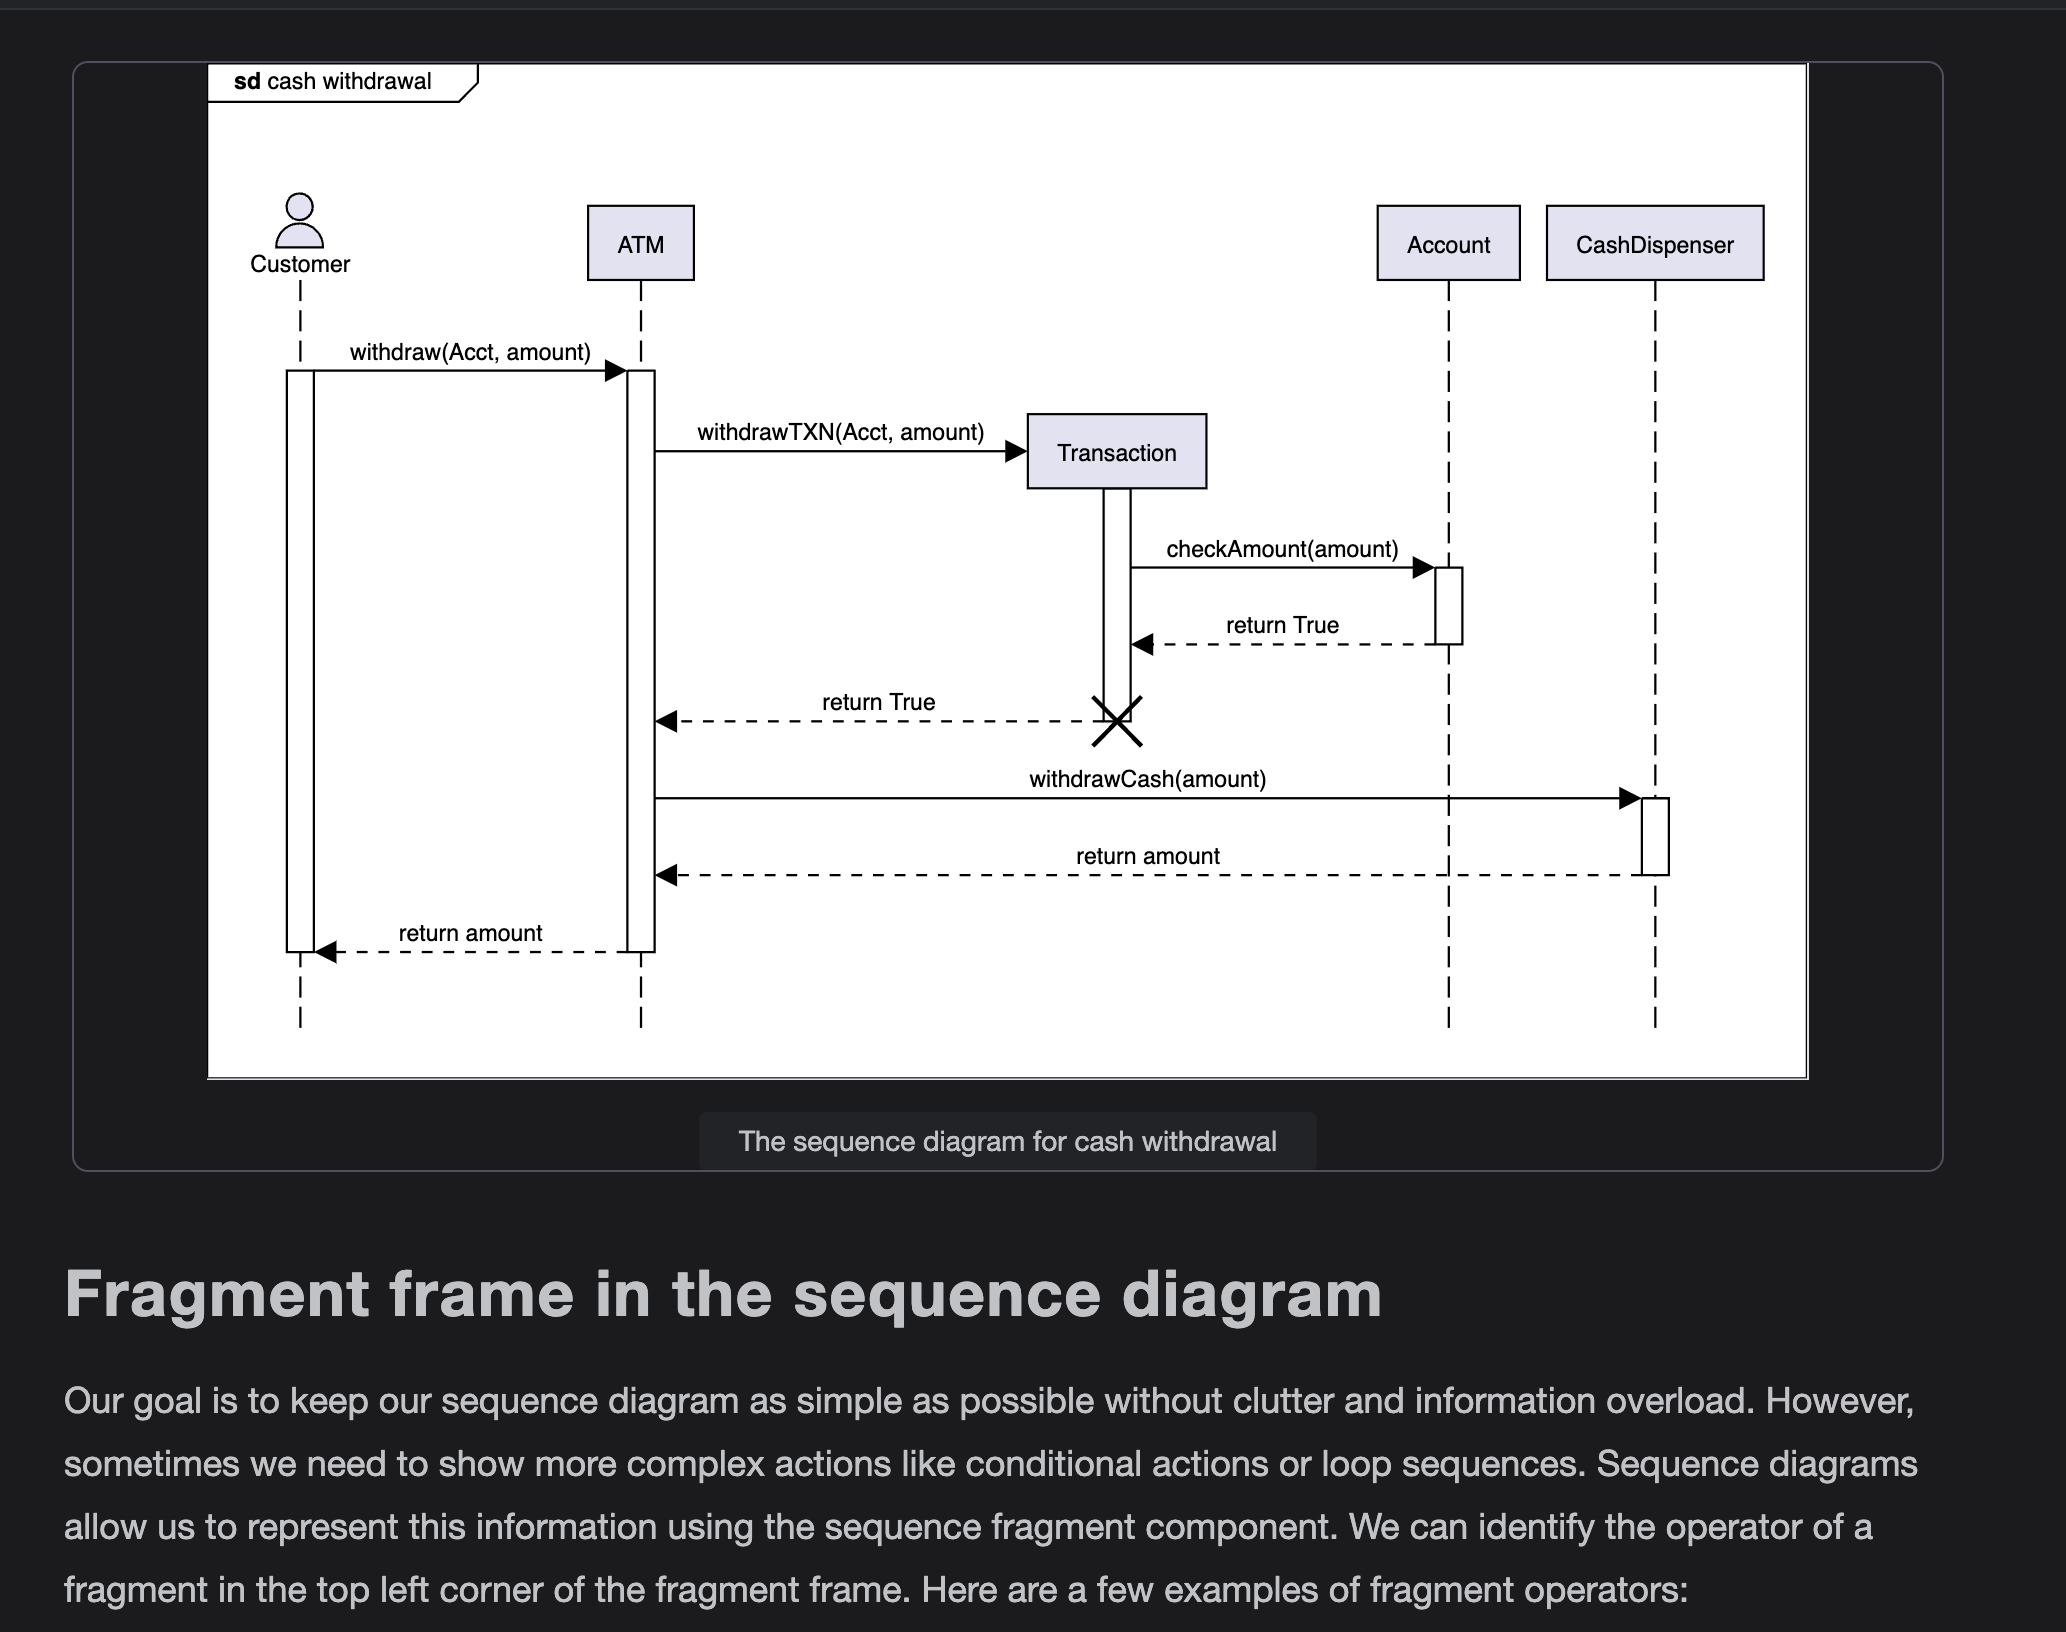 sd cash withdrawal
Customer
ATM
Account
CashDispenser
withdraw(Acct, amount)
withdrawTXN(Acct, amount)
Transaction
checkAmount(amount)
return True
return True
withdrawCash(amount)
return amount
return amount
The sequence diagram for cash withdrawal
Fragment frame in the sequence diagram
Our goal is to keep our sequence diagram as simple as possible without clutter and information overload. However,
sometimes we need to show more complex actions like conditional actions or loop sequences. Sequence diagrams
allow us to represent this information using the sequence fragment component. We can identify the operator of a
fragment in the top left corner of the fragment frame. Here are a few examples of fragment operators: